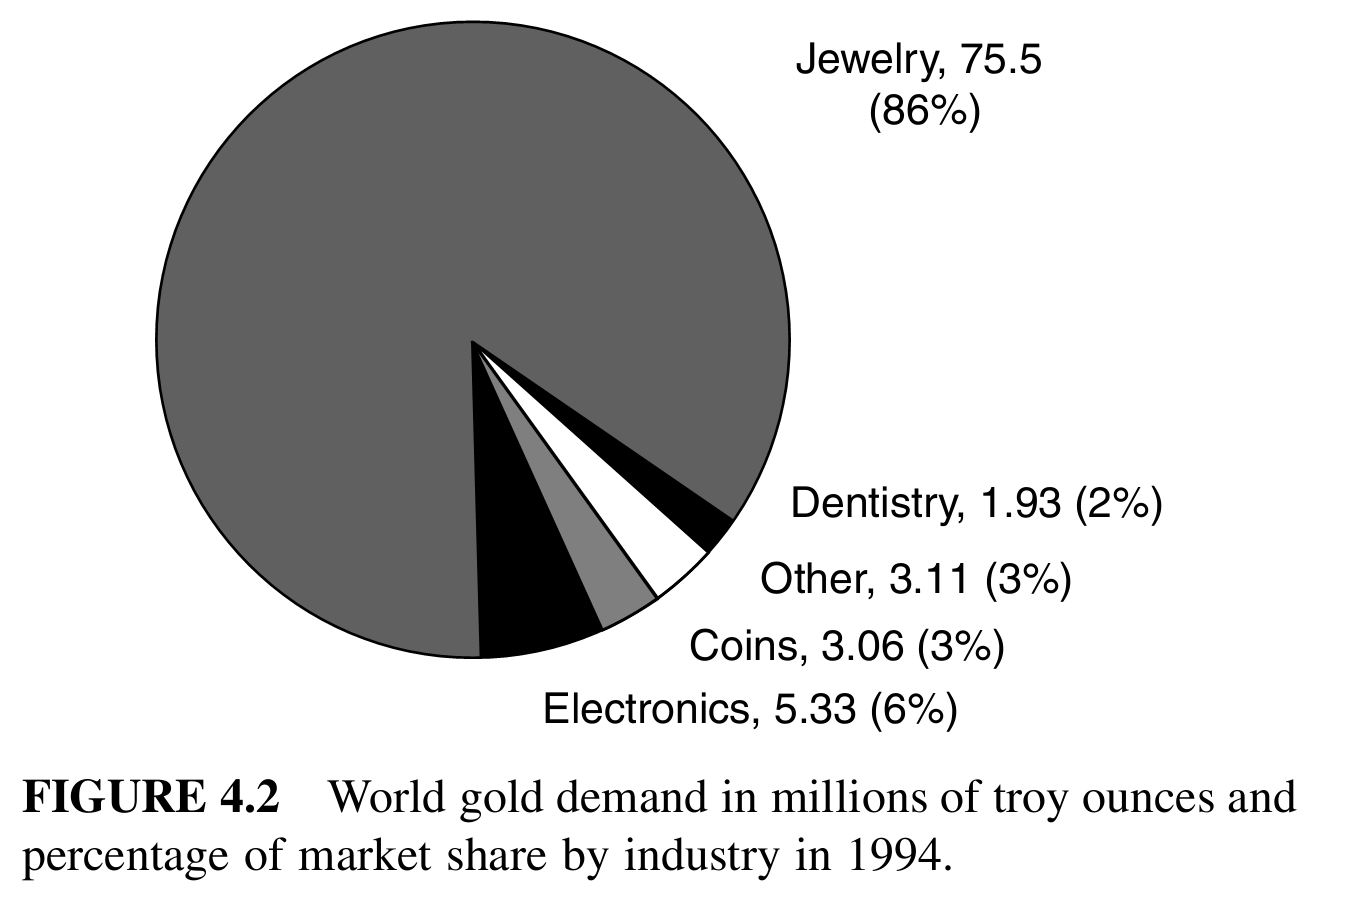 Jewelry, 75.5
(86%)
Dentistry, 1.93 (2%)
Other, 3.11 (3%)
Coins, 3.06 (3%)
Electronics, 5.33 (6%)
FIGURE 4.2 World gold demand in millions of troy ounces and
percentage of market share by industry in 1994.